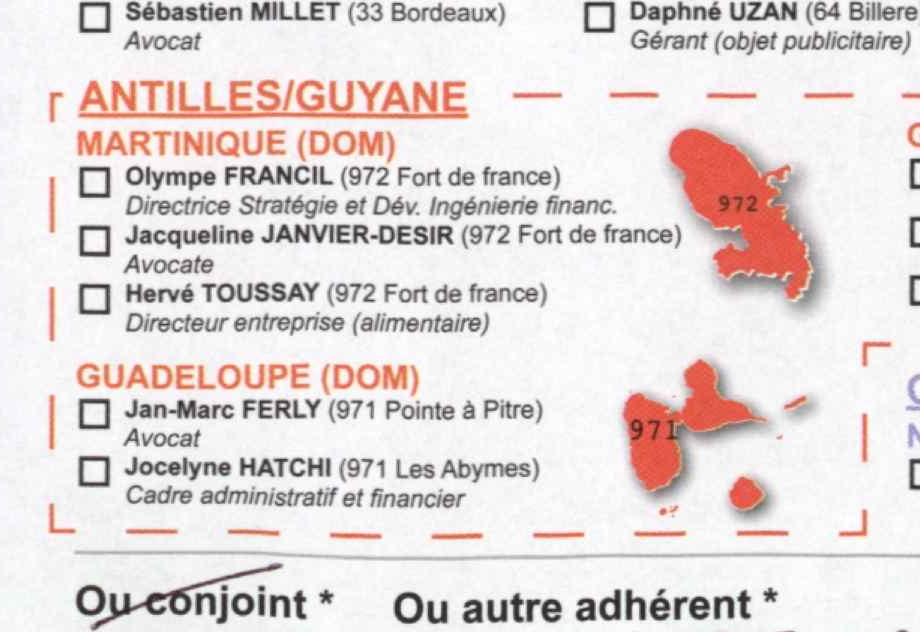 Sébastien MILLET (33 Bordeaux)
Avocat
Daphné UZAN (64 Billere
Gérant (objet publicitaire)
ANTILLES/GUYANE
MARTINIQUE (DOM)
Olympe FRANCIL (972 Fort de france)
Directrice Stratégie et Dév. Ingénierie financ.
Jacqueline JANVIER-DESIR (972 Fort de france)
Avocate
Hervé TOUSSAY (972 Fort de france)
Directeur entreprise (alimentaire)
972
GUADELOUPE (DOM)
Jan-Marc FERLY (971 Pointe à Pitre)
Avocat
Jocelyne HATCHI (971 Les Abymes)
Cadre administratif et financier
971
Ou conjoint * Ou autre adhérent *